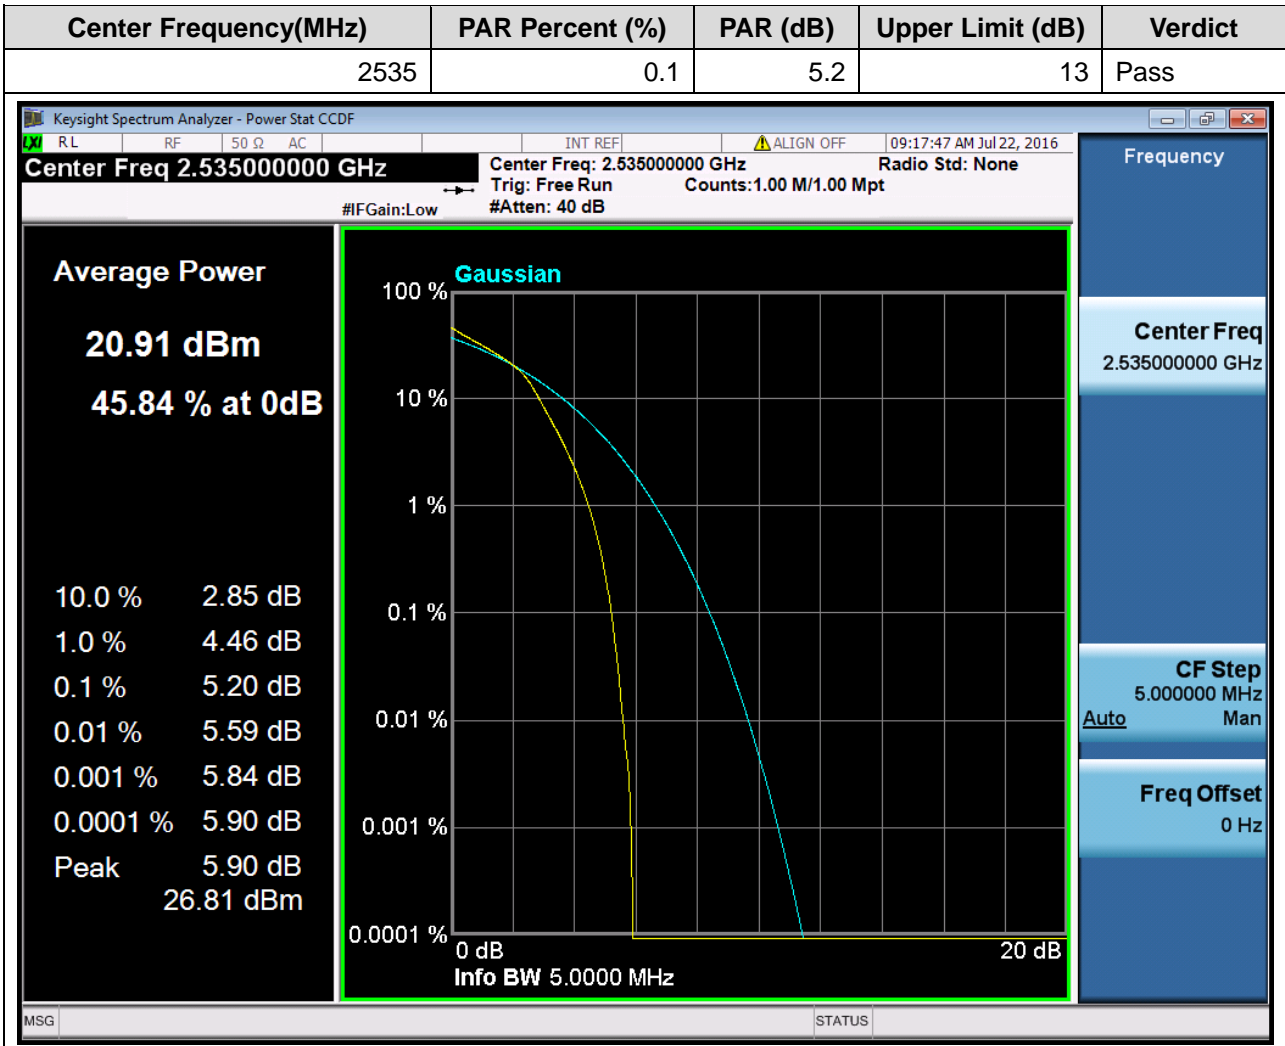 Center Frequency(MHz) PAR Percent (%) PAR (dB) Upper Limit (dB) Verdict
2535 0.1 5.2 13 Pass
Keysight Spectrum Analyzer - Power Stat CCDF
LXI RL RF 50 Ω AC INT REF ALIGN OFF 09:17:47 AM Jul 22, 2016
Center Freq 2.535000000 GHz
#IFGain:Low
Center Freq: 2.535000000 GHz Radio Std: None
Trig: Free Run Counts:1.00 M/1.00 Mpt
#Atten: 40 dB
Average Power
20.91 dBm
45.84 % at 0dB
10.0 % 2.85 dB
1.0 % 4.46 dB
0.1 % 5.20 dB
0.01 % 5.59 dB
0.001 % 5.84 dB
0.0001 % 5.90 dB
Peak 5.90 dB
26.81 dBm
Gaussian
100 %
10 %
1 %
0.1 %
0.01 %
0.001 %
0.0001 %
0 dB 20 dB
Info BW 5.0000 MHz
Frequency
Center Freq
2.535000000 GHz
CF Step
5.000000 MHz
Auto Man
Freq Offset
0 Hz
MSG STATUS